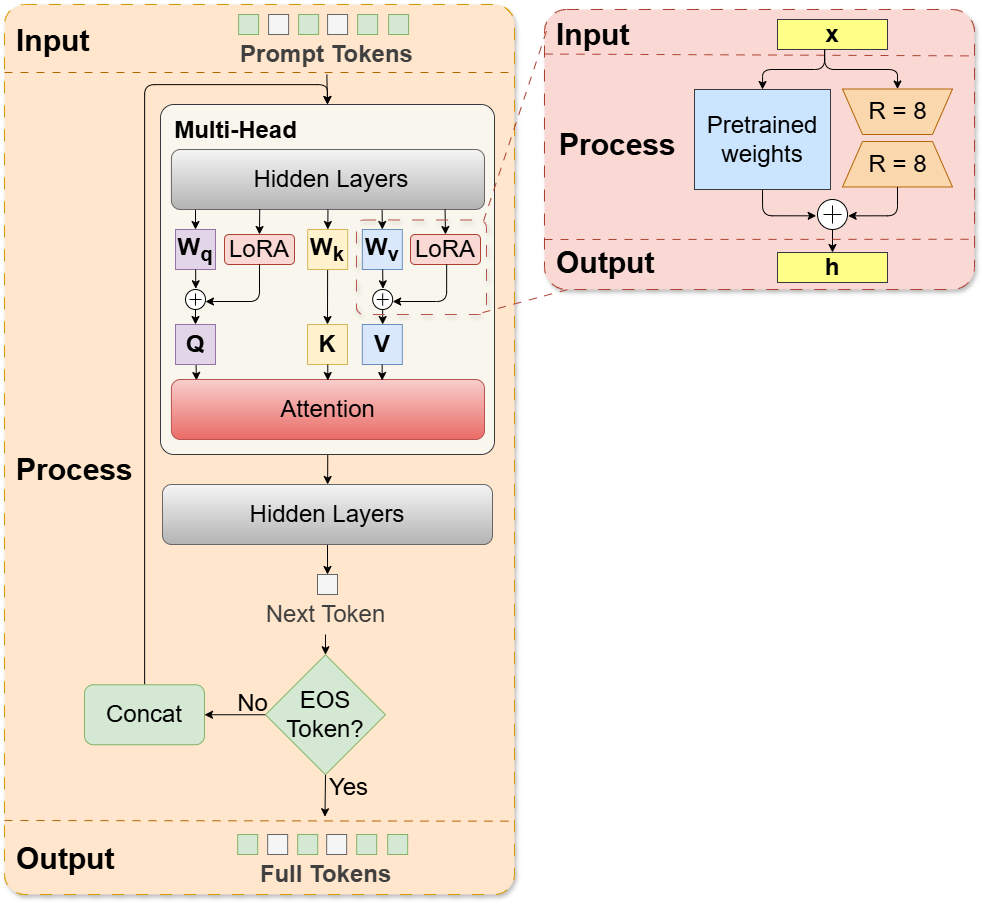 Input
Prompt Tokens
Process
Multi-Head
Hidden Layers
Wq
LoRA
Wk
Wv
LoRA
Q
K
V
Attention
Hidden Layers
Next Token
EOS
Token?
No
Concat
Yes
Output
Full Tokens
Input
x
Process
Pretrained
weights
R = 8
R = 8
Output
h